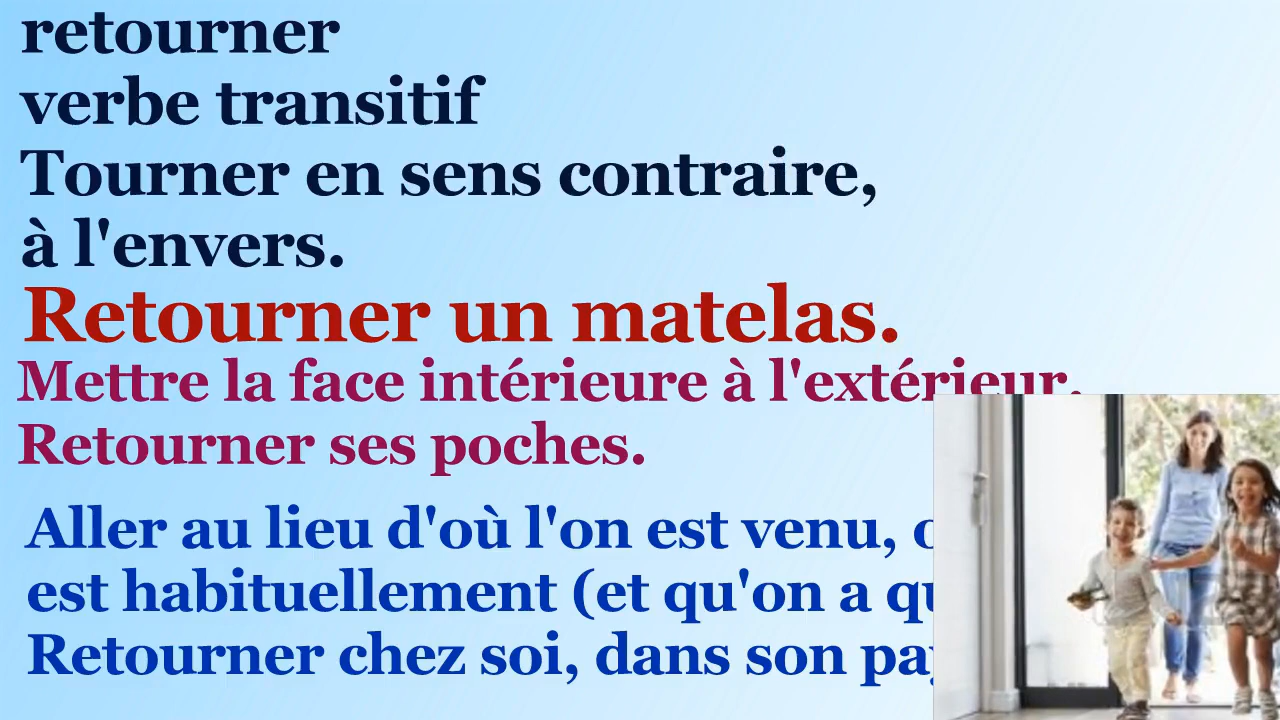 retourner
verbe transitif
Tourner en sens contraire,
à l'envers.
Retourner un matelas.
Mettre la face intérieure à l'extérieur.
Retourner ses poches.
Aller au lieu d'où l'on est venu,
est habituellement (et qu'on a
Retourner chez soi, dans son